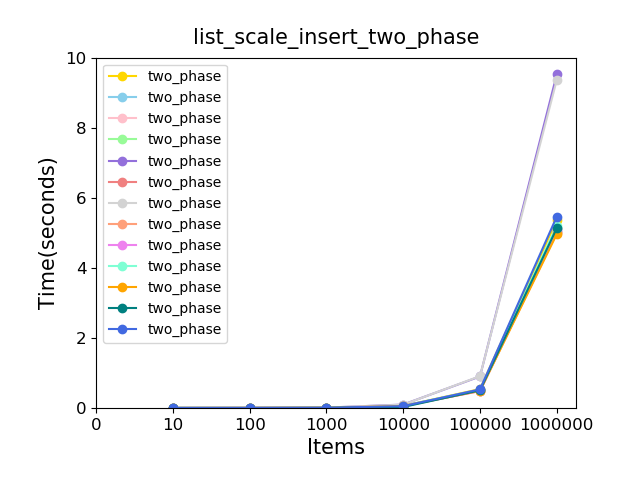 list_scale_insert_two_phase
10
8
6
4
2
0
Time(seconds)
two_phase
two_phase
two_phase
two_phase
two_phase
two_phase
two_phase
two_phase
two_phase
two_phase
two_phase
two_phase
two_phase
0 10 100 1000 10000 100000 1000000
Items